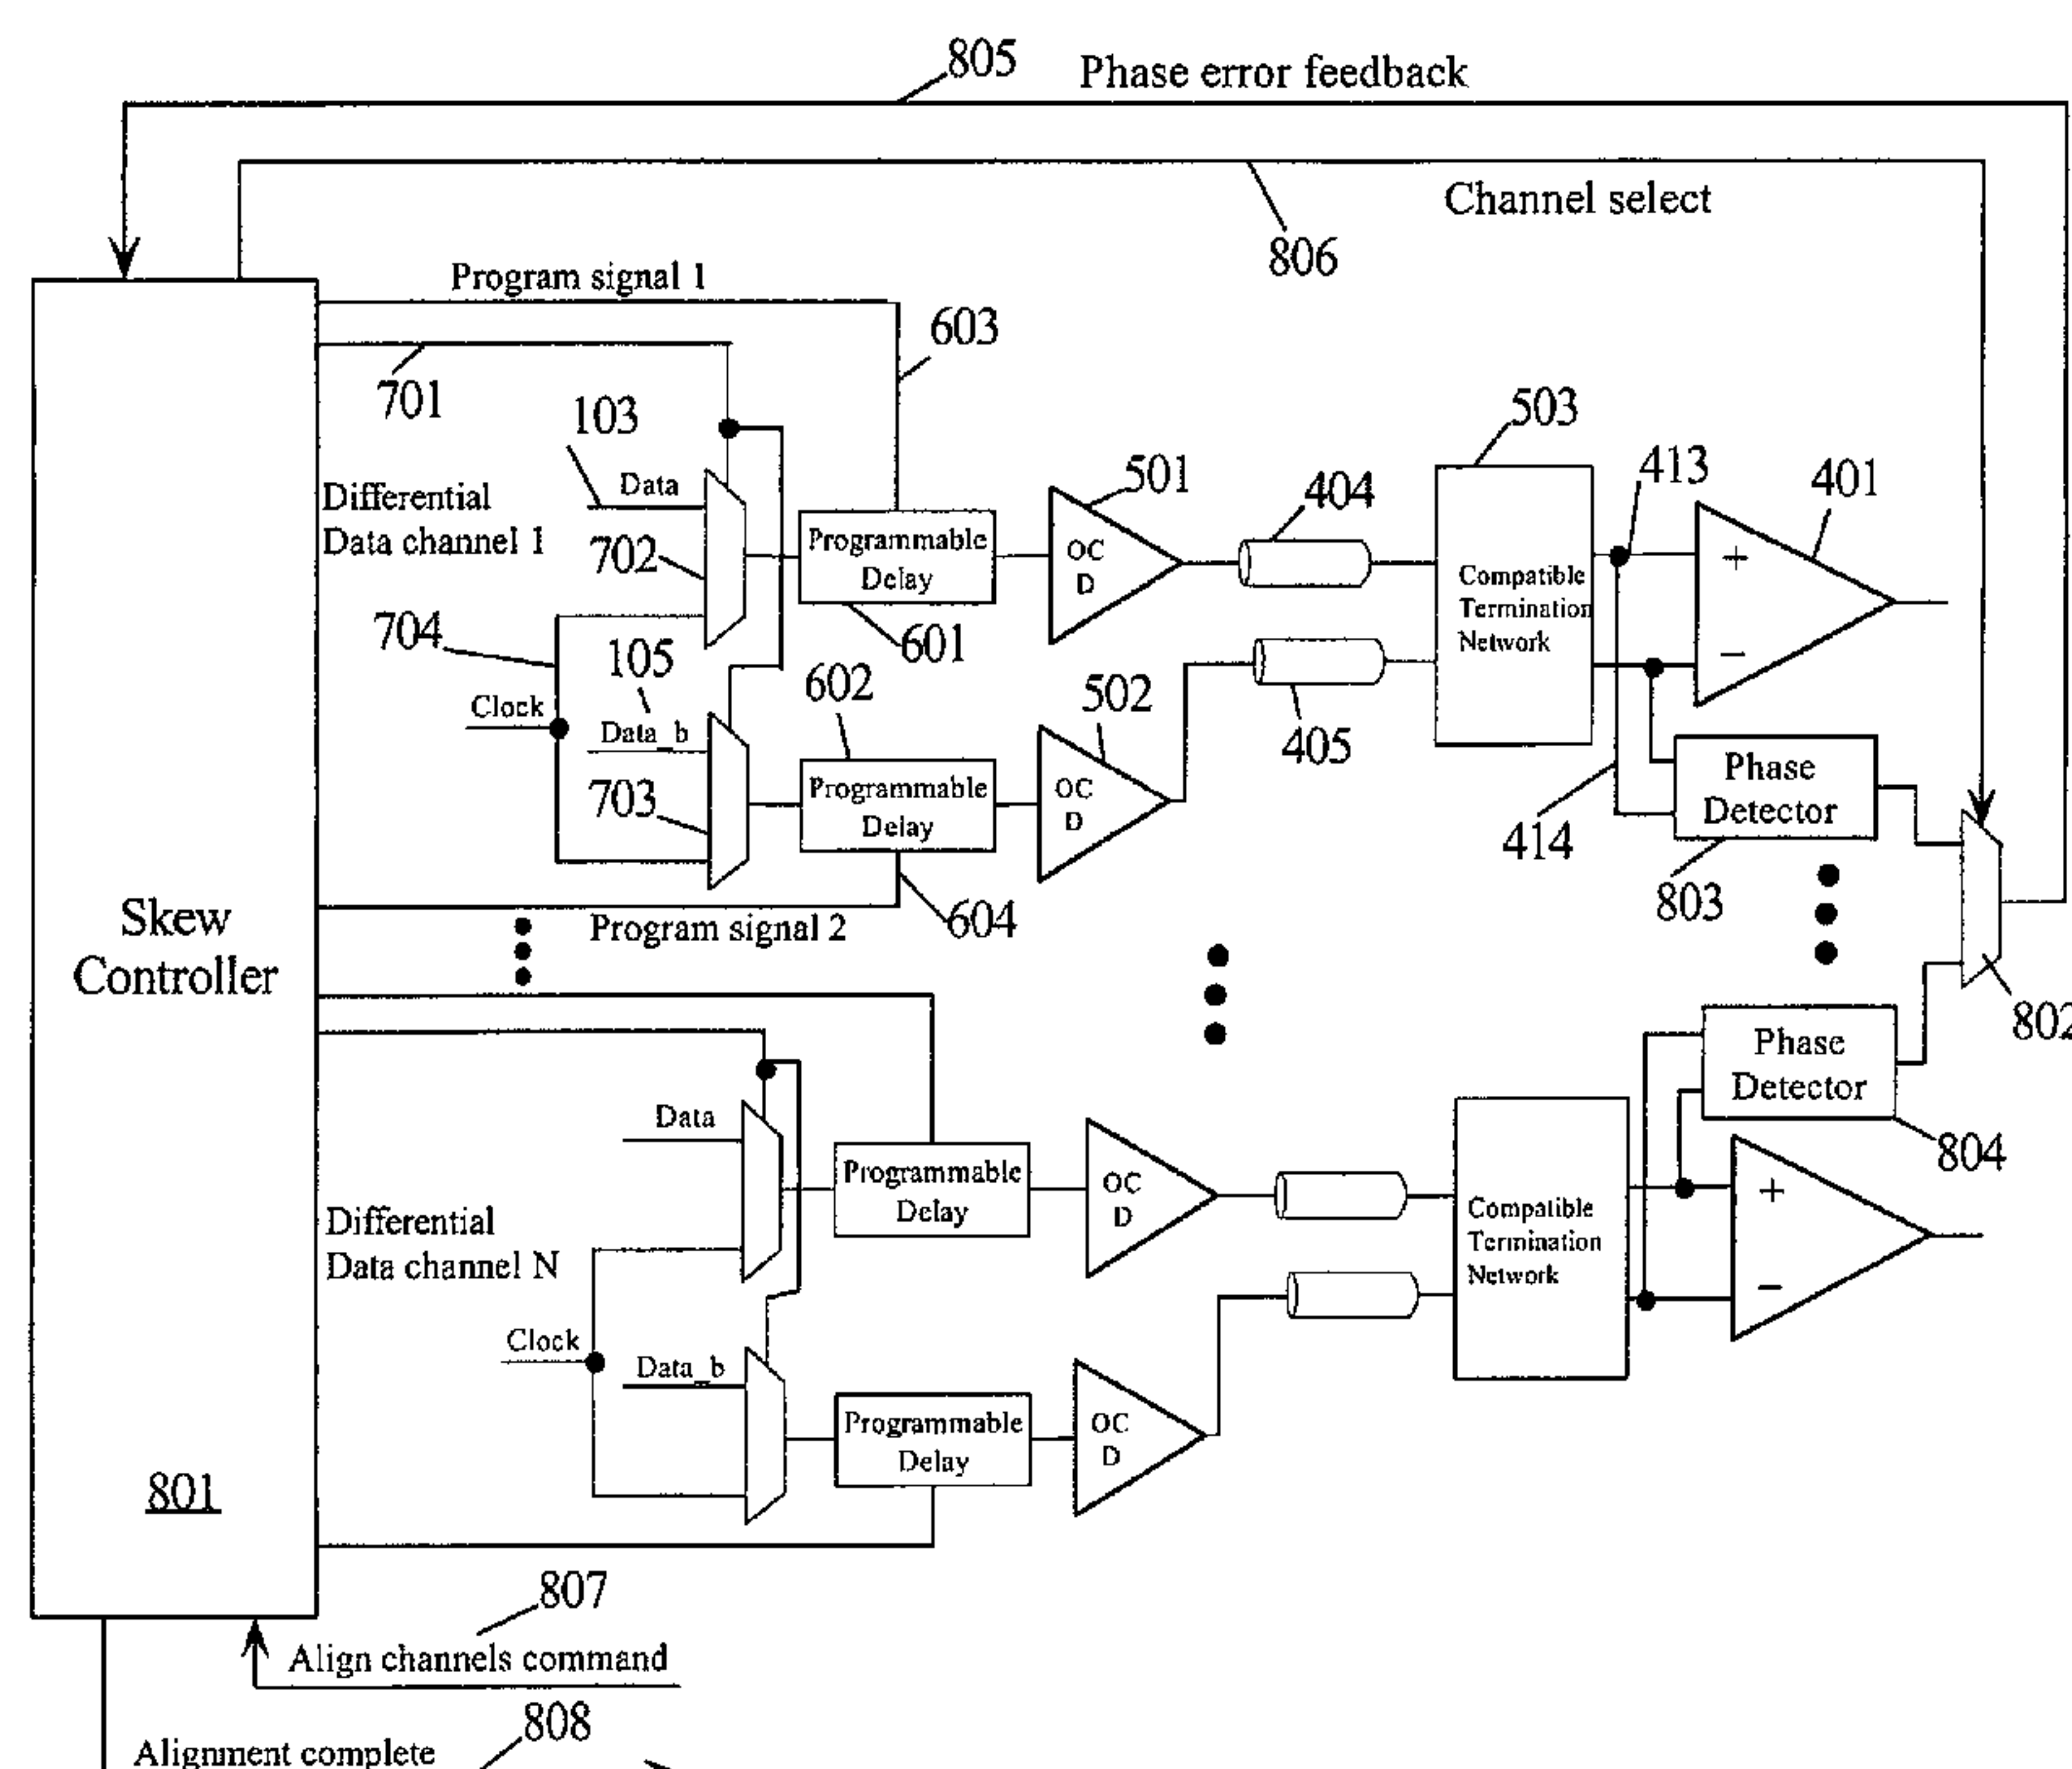 805
Phase error feedback
Channel select
806
Program signal 1
603
701
103
Data
Differential
Data channel 1
702
Programmable
Delay
601
501
OC
D
404
503
Compatible
Termination
Network
413
401
+
−
704
105
Clock
Data_b
703
602
Programmable
Delay
604
502
OC
D
405
414
Phase
Detector
803
Program signal 2
Skew
Controller
801
802
Phase
Detector
804
Data
Programmable
Delay
OC
D
Compatible
Termination
Network
+
−
Differential
Data channel N
Clock
Data_b
Programmable
Delay
OC
D
807
Align channels command
808
Alignment complete